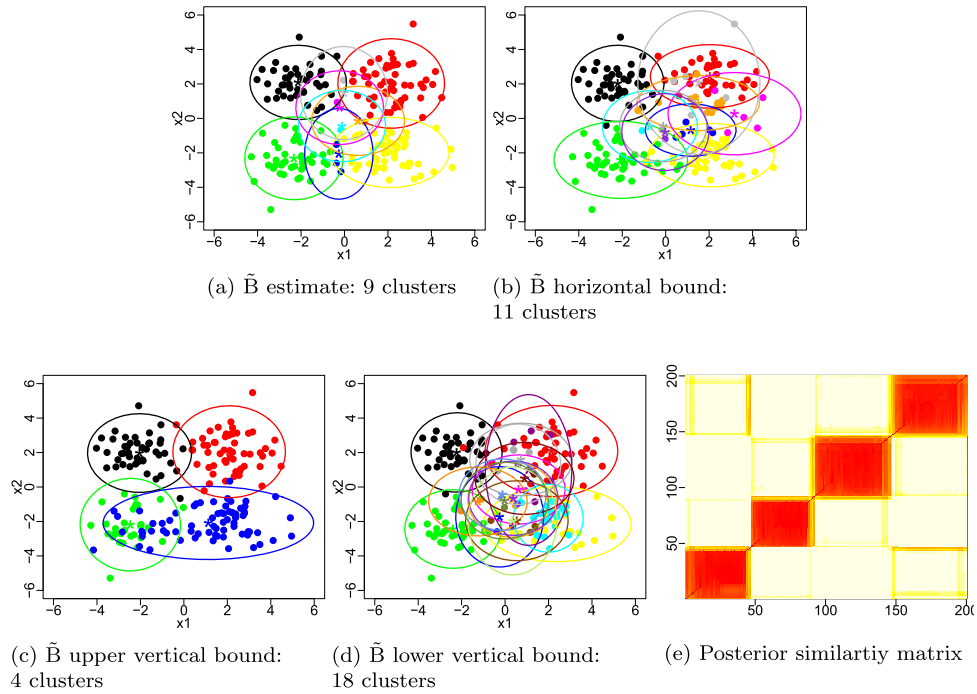 6
4
2
0
−2
−4
−6
x2
−6 −4 −2 0 2 4 6
x1
6
4
2
0
−2
−4
−6
x2
−6 −4 −2 0 2 4 6
x1
(a) B̃ estimate: 9 clusters
(b) B̃ horizontal bound:
11 clusters
6
4
2
0
−2
−4
−6
x2
−6 −4 −2 0 2 4 6
x1
6
4
2
0
−2
−4
−6
x2
−6 −4 −2 0 2 4 6
x1
200
150
100
50
50 100 150 200
(c) B̃ upper vertical bound:
4 clusters
(d) B̃ lower vertical bound:
18 clusters
(e) Posterior similartiy matrix